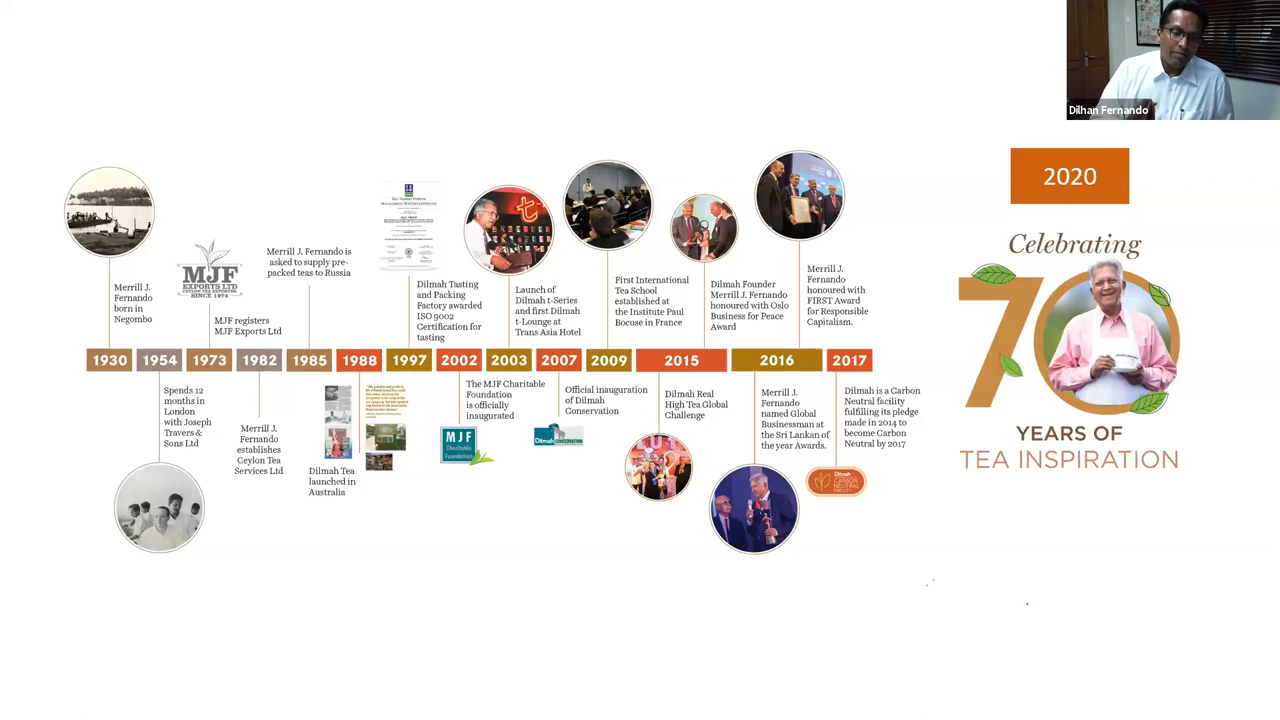 Dilhan Fernando
2020
Celebrating
70
YEARS OF
TEA INSPIRATION
Merrill J.
Fernando
born in
Negombo
MJF
EXPORTS LTD
CEYLON TEA EXPORTERS
SINCE 1974
MJF registers
MJF Exports Ltd
Merrill J. Fernando is
asked to supply pre-
packed teas to Russia
Dilmah Tasting
and Packing
Factory awarded
ISO 9002
Certification for
tasting
t
Launch of
Dilmah t-Series
and first Dilmah
t-Lounge at
Trans Asia Hotel
First International
Tea School
established at
the Institute Paul
Bocuse in France
Dilmah Founder
Merrill J. Fernando
honoured with Oslo
Business for Peace
Award
Merrill J.
Fernando
honoured with
FIRST Award
for Responsible
Capitalism.
1930 1954 1973 1982 1985 1988 1997 2002 2003 2007 2009 2015 2016 2017
Spends 12
months in
London
with Joseph
Travers &
Sons Ltd
Merrill J.
Fernando
establishes
Ceylon Tea
Services Ltd
Dilmah Tea
launched in
Australia
The MJF Charitable
Foundation
is officially
inaugurated
MJF
Charitable
Foundation
Official inauguration
of Dilmah
Conservation
Dilmah CONSERVATION
Dilmah Real
High Tea Global
Challenge
Merrill J.
Fernando
named Global
Businessman at
the Sri Lankan of
the year Awards.
Dilmah is a Carbon
Neutral facility
fulfilling its pledge
made in 2014 to
become Carbon
Neutral by 2017
Dilmah
CARBON
NEUTRAL
FACILITY